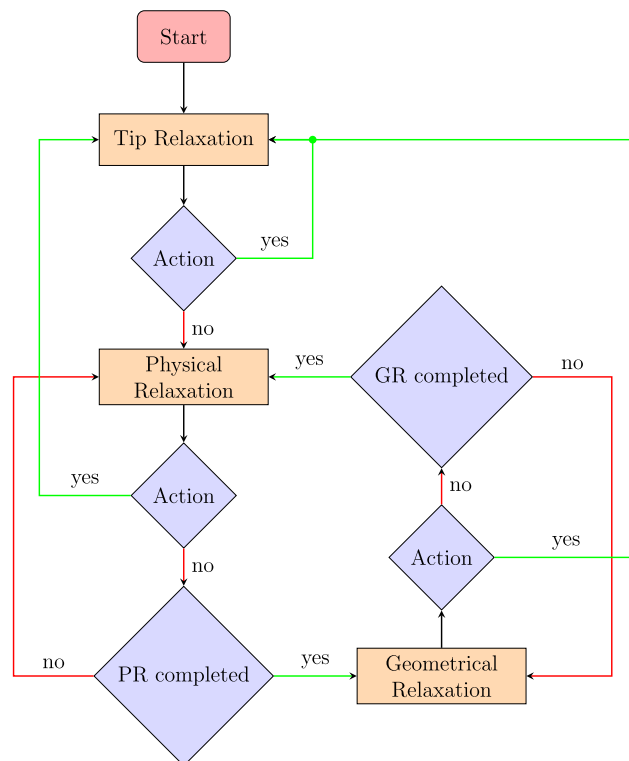 Start
Tip Relaxation
yes
Action
no
Physical
Relaxation
yes
GR completed
no
yes
Action
no
no
Action
yes
no
PR completed
yes
Geometrical
Relaxation